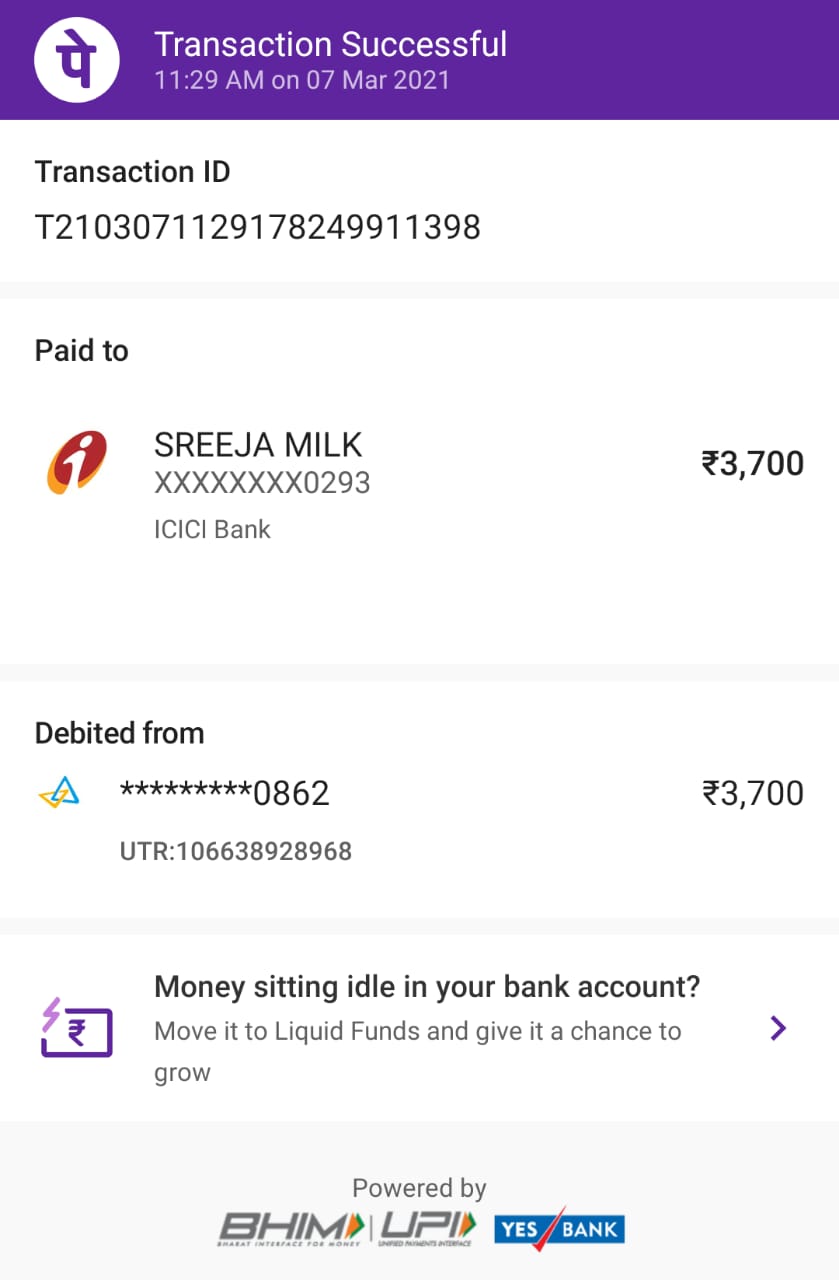 पे
Transaction Successful
11:29 AM on 07 Mar 2021
Transaction ID
T2103071129178249911398
Paid to
SREEJA MILK
₹3,700
XXXXXXXX0293
ICICI Bank
Debited from
*********0862
₹3,700
UTR:106638928968
Money sitting idle in your bank account?
Move it to Liquid Funds and give it a chance to
grow
Powered by
BHIM UPI YES BANK
BHARAT INTERFACE FOR MONEY UNIFIED PAYMENTS INTERFACE